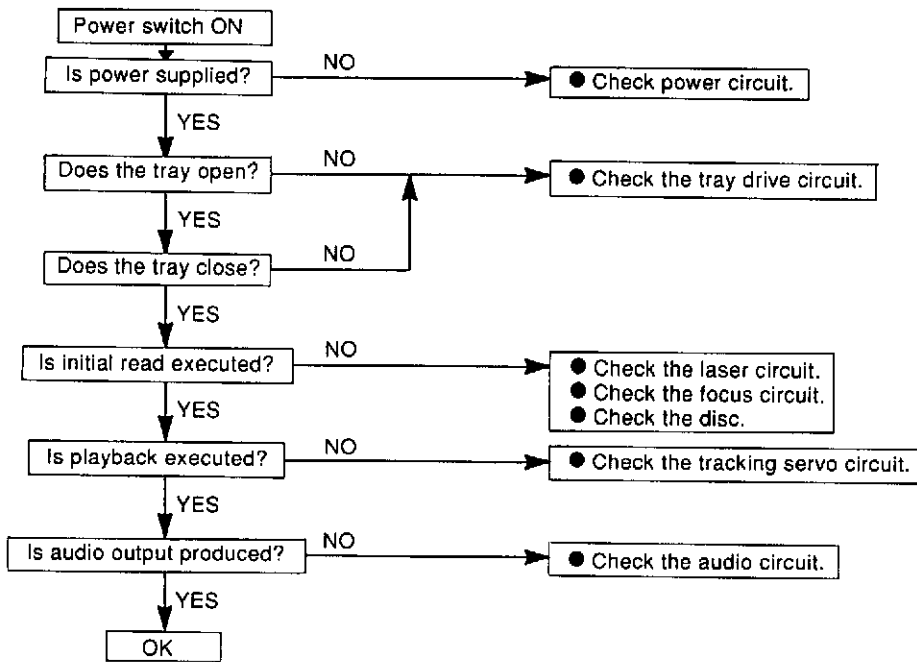 Power switch ON
Is power supplied?
NO
● Check power circuit.
YES
Does the tray open?
NO
● Check the tray drive circuit.
YES
Does the tray close?
NO
YES
Is initial read executed?
NO
● Check the laser circuit.
● Check the focus circuit.
● Check the disc.
YES
Is playback executed?
NO
● Check the tracking servo circuit.
YES
Is audio output produced?
NO
● Check the audio circuit.
YES
OK